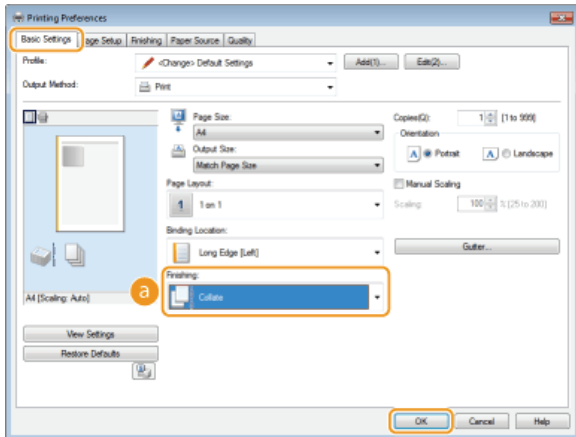 Printing Preferences
Basic Settings age Setup Finishing Paper Source Quality
Profile: <Change> Default Settings Add(1)... Edit(2)...
Output Method: Print
Page Size: Copies(Q): 1 [1 to 999]
A4 Orientation
Output Size: A Portrait A Landscape
Match Page Size
Page Layout: Manual Scaling
1 1 on 1 Scaling: 100 % [25 to 200]
Binding Location:
Long Edge [Left] Gutter...
Finishing:
a Collate
A4 [Scaling: Auto]
View Settings
Restore Defaults
OK Cancel Help